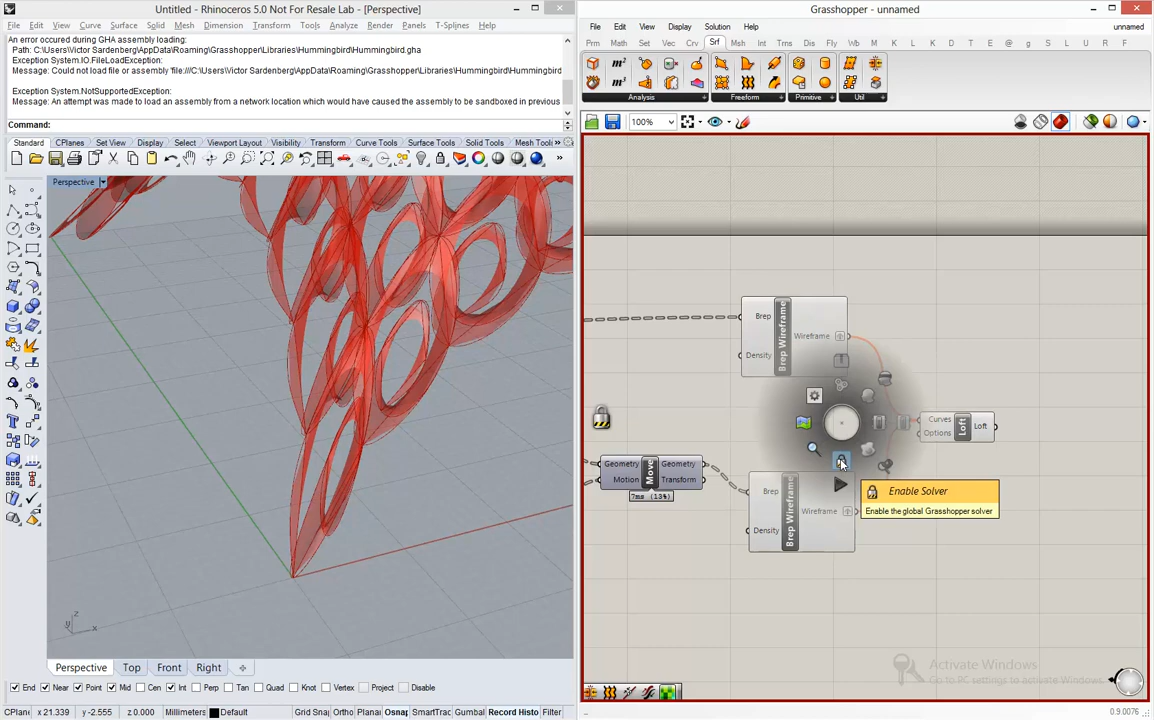 Untitled - Rhinoceros 5.0 Not For Resale Lab - [Perspective]
File Edit View Curve Surface Solid Mesh Dimension Transform Tools Analyze Render Panels T-Splines Help
An error occured during GHA assembly loading:
Path: C:\Users\Victor Sardenberg\AppData\Roaming\Grasshopper\Libraries\Hummingbird\Hummingbird.gha
Exception System.IO.FileLoadException:
Message: Could not load file or assembly 'file:///C:\Users\Victor Sardenberg\AppData\Roaming\Grasshopper\Libraries\Hummingbird\Hummingbird
Exception System.NotSupportedException:
Message: An attempt was made to load an assembly from a network location which would have caused the assembly to be sandboxed in previous
Command:
Standard CPlanes Set View Display Select Viewport Layout Visibility Transform Curve Tools Surface Tools Solid Tools Mesh Tool
Perspective
z
y
x
Perspective Top Front Right
End Near Point Mid Cen Int Perp Tan Quad Knot Vertex Project Disable
CPlane x 21.339 y -2.555 z 0.000 Millimeters Default Grid Snap Ortho Planar Osnap SmartTrac Gumbal Record Histo Filter
Grasshopper - unnamed
File Edit View Display Solution Help unnamed
Prm Math Set Vec Crv Srf Msh Int Trns Dis Fly Wb M K L K D H E @ g s U R F
Analysis Freeform Primitive Util
100%
Brep Wireframe
Density
Brep Wireframe
Curves Loft
Options
Loft
Geometry Geometry
Motion Transform
Move
7ms (13%)
Brep Wireframe
Density
Brep Wireframe
Enable Solver
Enable the global Grasshopper solver
Activate Windows
Go to PC settings to activate Windows.
0.9.0076